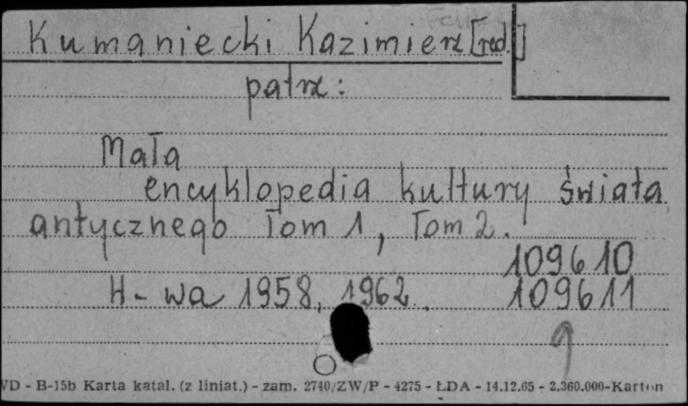 Kumaniecki Kazimierz [red.]
patrz:
Mała
encyklopedia kultury świata
antycznego Tom 1, Tom 2.
109610
W-wa 1958, 1962. 109611
VD - B-15b Karta katal. (z liniat.) - zam. 2740/ZW/P - 4275 - ŁDA - 14.12.65 - 2.360.000-Karton